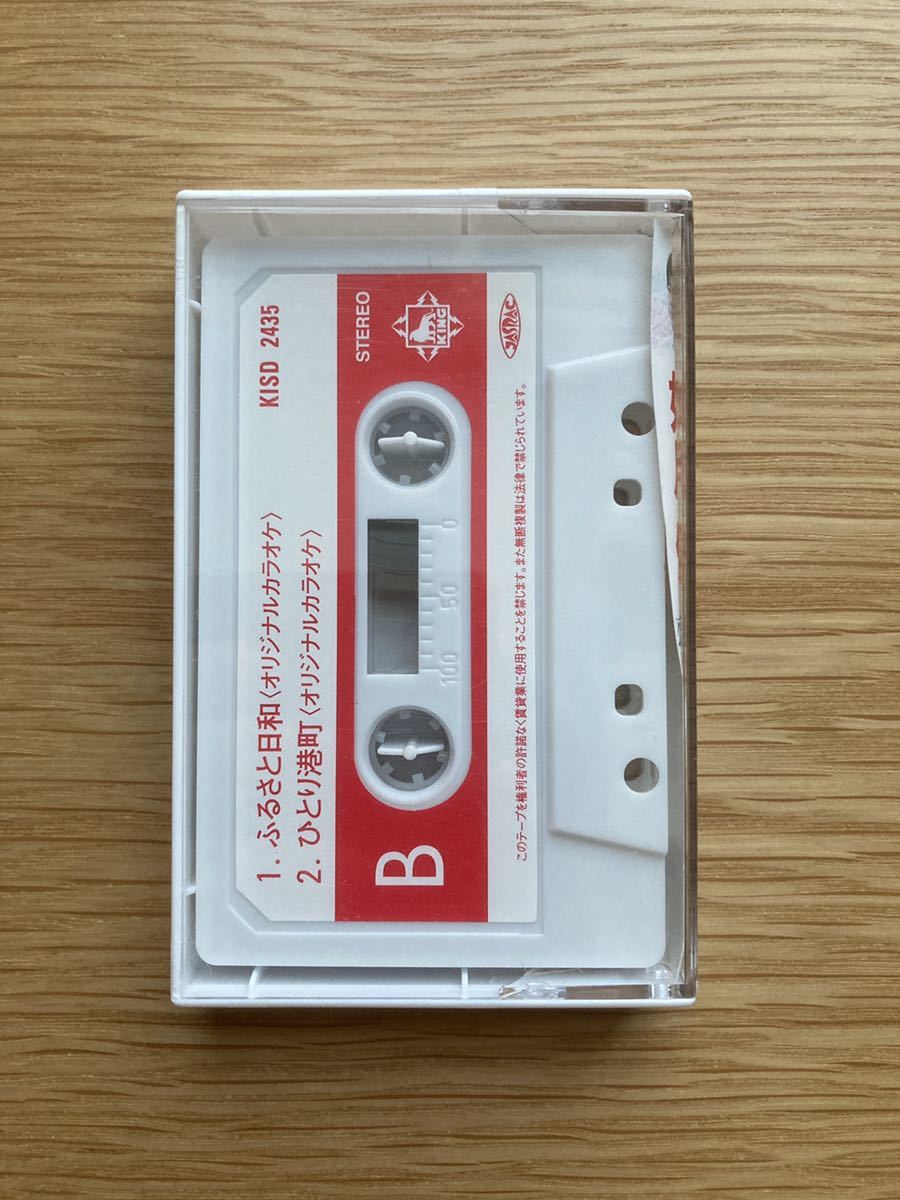 KISD 2435
1. ふるさと日和〈オリジナルカラオケ〉
2. ひとり港町〈オリジナルカラオケ〉
STEREO
KING
B
100 50 0
JASRAC
このテープを権利者の許諾なく賃貸業に使用することを禁じます。また無断複製は法律で禁じられています。